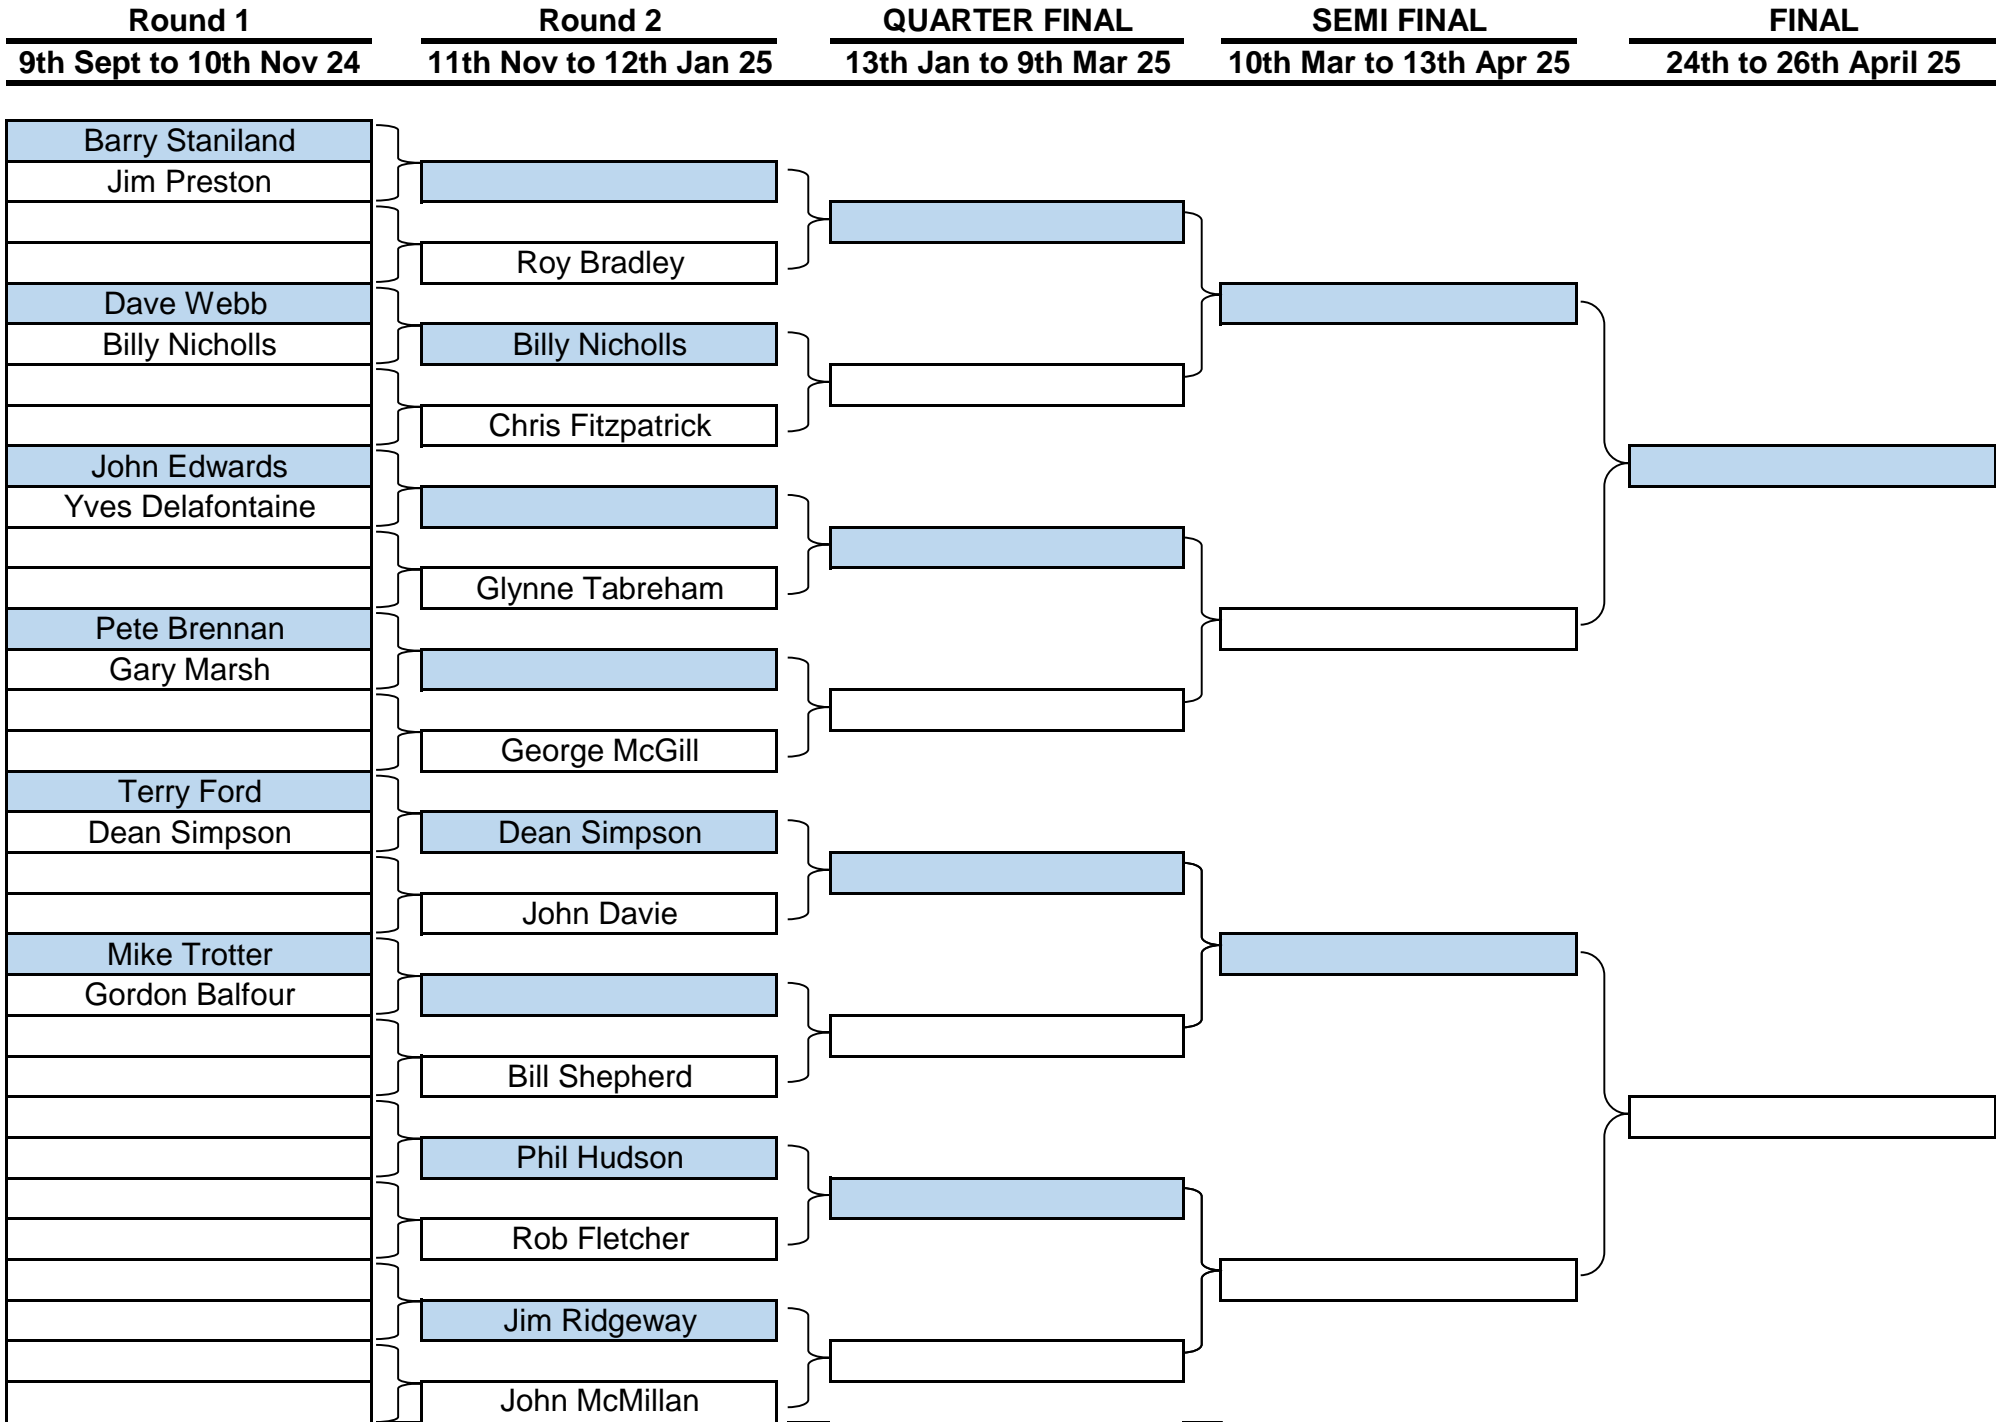 Round 1
Round 2
QUARTER FINAL
SEMI FINAL
FINAL
9th Sept to 10th Nov 24
11th Nov to 12th Jan 25
13th Jan to 9th Mar 25
10th Mar to 13th Apr 25
24th to 26th April 25
Barry Staniland
Jim Preston
Roy Bradley
Dave Webb
Billy Nicholls
Billy Nicholls
Chris Fitzpatrick
John Edwards
Yves Delafontaine
Glynne Tabreham
Pete Brennan
Gary Marsh
George McGill
Terry Ford
Dean Simpson
Dean Simpson
John Davie
Mike Trotter
Gordon Balfour
Bill Shepherd
Phil Hudson
Rob Fletcher
Jim Ridgeway
John McMillan